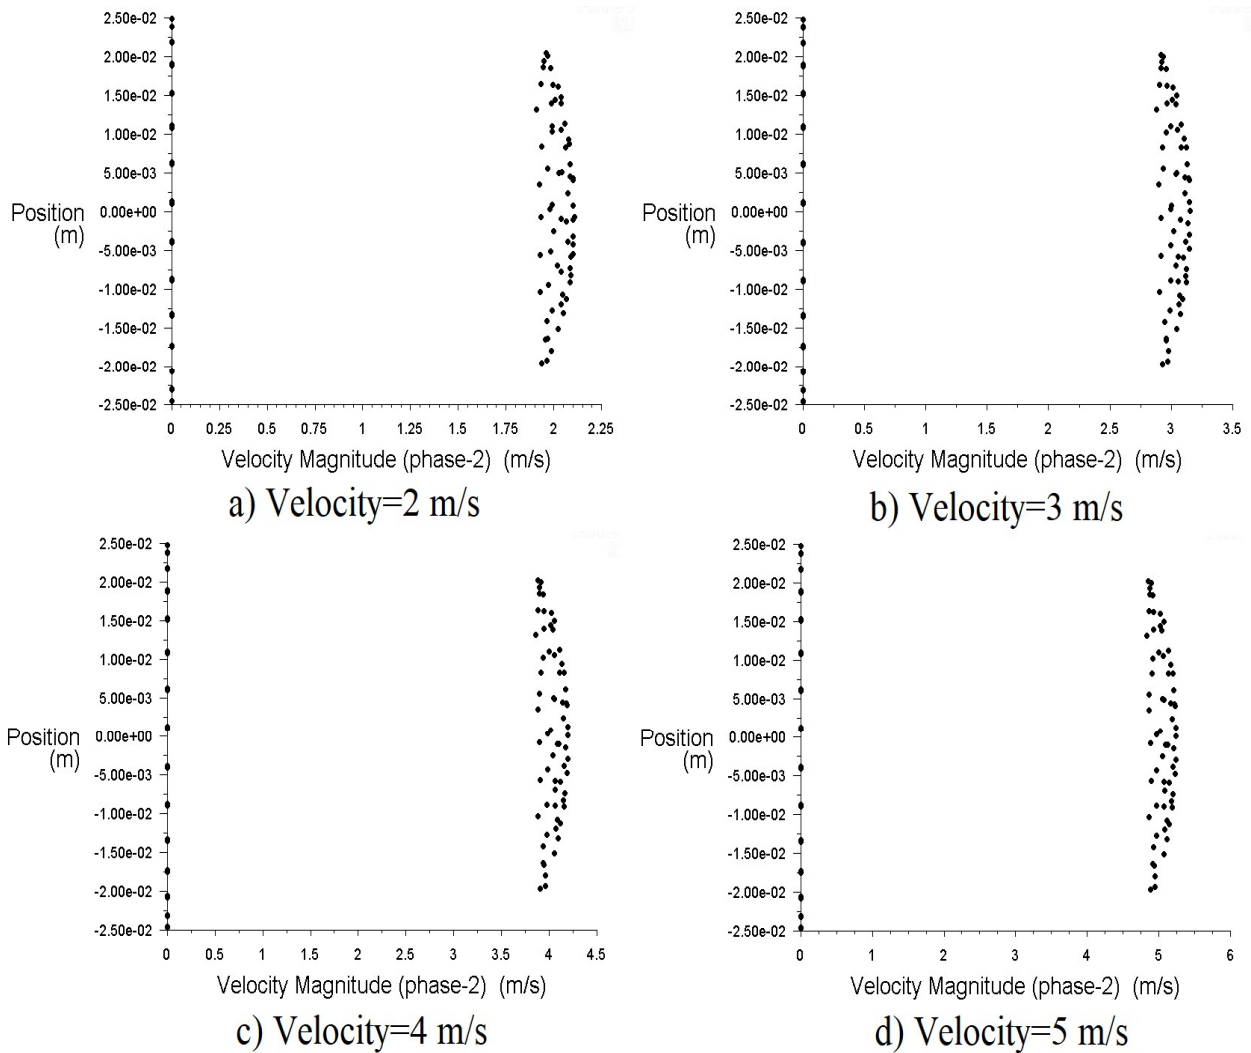 2.50e-02
2.00e-02
1.50e-02
1.00e-02
5.00e-03
Position
(m)
0.00e+00
-5.00e-03
-1.00e-02
-1.50e-02
-2.00e-02
-2.50e-02
0 0.25 0.5 0.75 1 1.25 1.5 1.75 2 2.25
Velocity Magnitude (phase-2) (m/s)
a) Velocity=2 m/s
2.50e-02
2.00e-02
1.50e-02
1.00e-02
5.00e-03
Position
(m)
0.00e+00
-5.00e-03
-1.00e-02
-1.50e-02
-2.00e-02
-2.50e-02
0 0.5 1 1.5 2 2.5 3 3.5
Velocity Magnitude (phase-2) (m/s)
b) Velocity=3 m/s
2.50e-02
2.00e-02
1.50e-02
1.00e-02
5.00e-03
Position
(m)
0.00e+00
-5.00e-03
-1.00e-02
-1.50e-02
-2.00e-02
-2.50e-02
0 0.5 1 1.5 2 2.5 3 3.5 4 4.5
Velocity Magnitude (phase-2) (m/s)
c) Velocity=4 m/s
2.50e-02
2.00e-02
1.50e-02
1.00e-02
5.00e-03
Position
(m)
0.00e+00
-5.00e-03
-1.00e-02
-1.50e-02
-2.00e-02
-2.50e-02
0 1 2 3 4 5 6
Velocity Magnitude (phase-2) (m/s)
d) Velocity=5 m/s